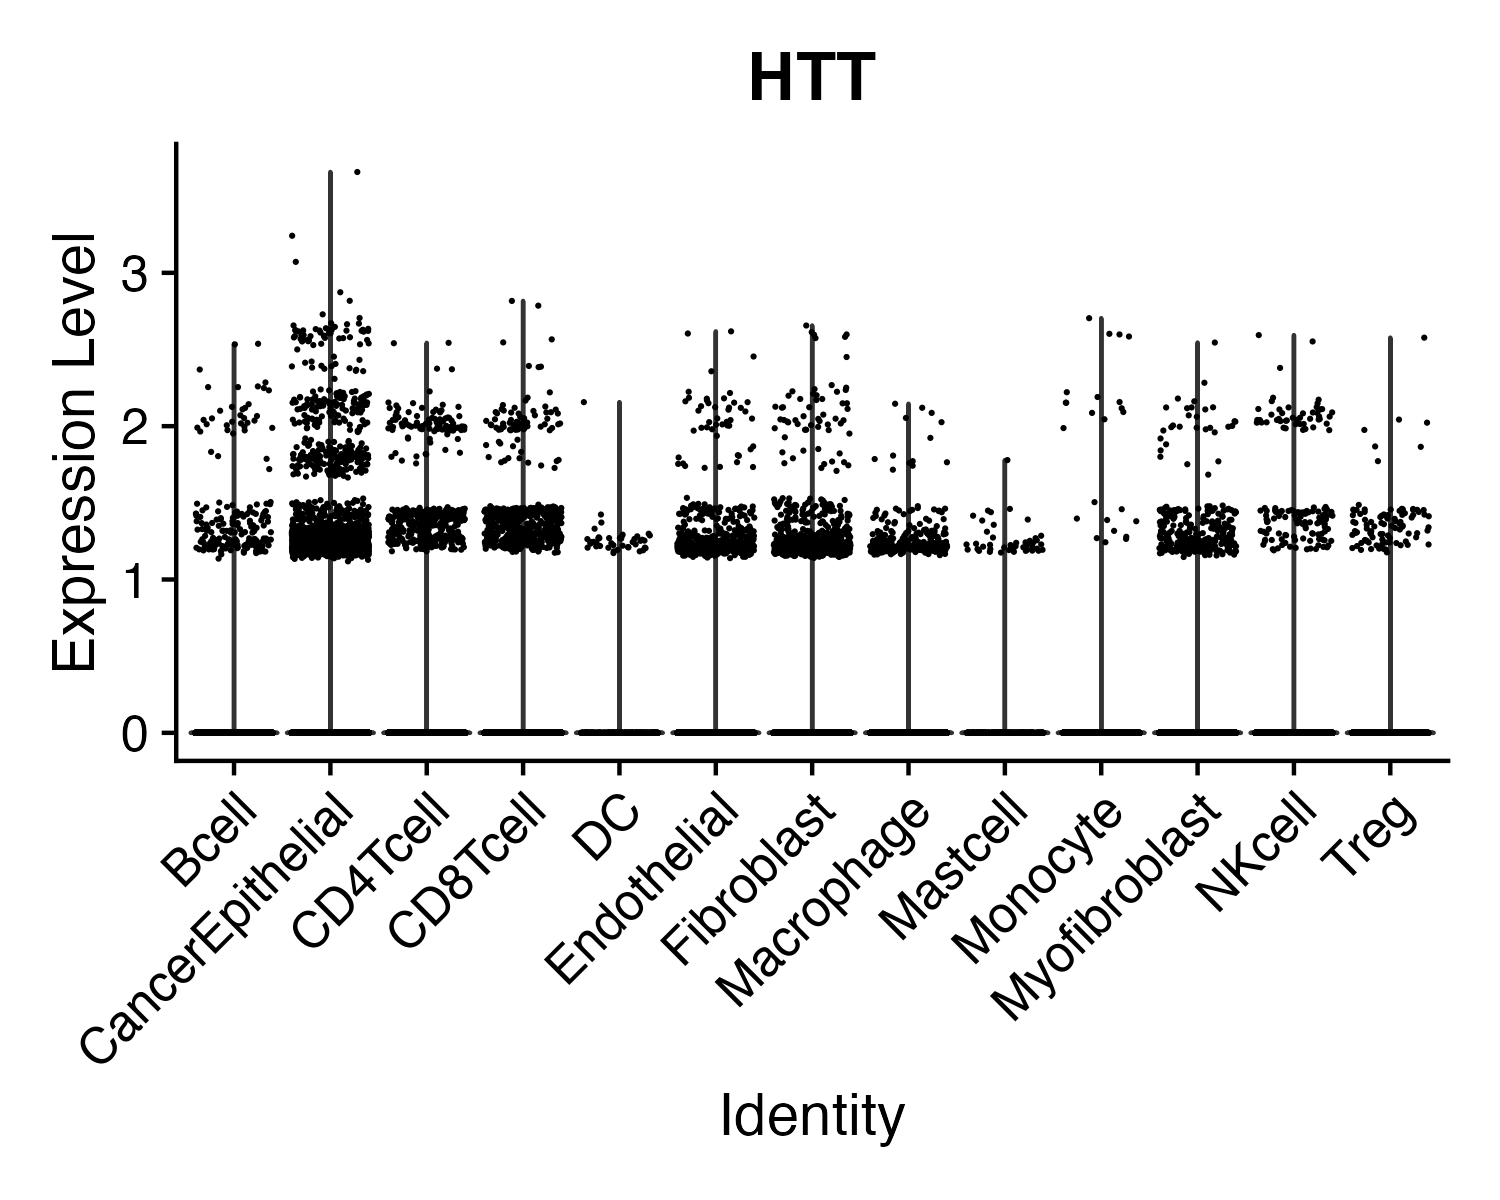 HTT
Expression Level
3
2
1
0
Bcell
CancerEpithelial
CD4Tcell
CD8Tcell
DC
Endothelial
Fibroblast
Macrophage
Mastcell
Monocyte
Myofibroblast
NKcell
Treg
Identity